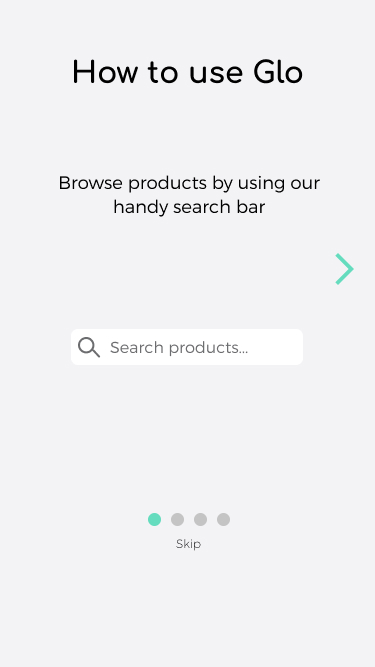 How to use Glo
Browse products by using our
handy search bar
Search products...
Skip